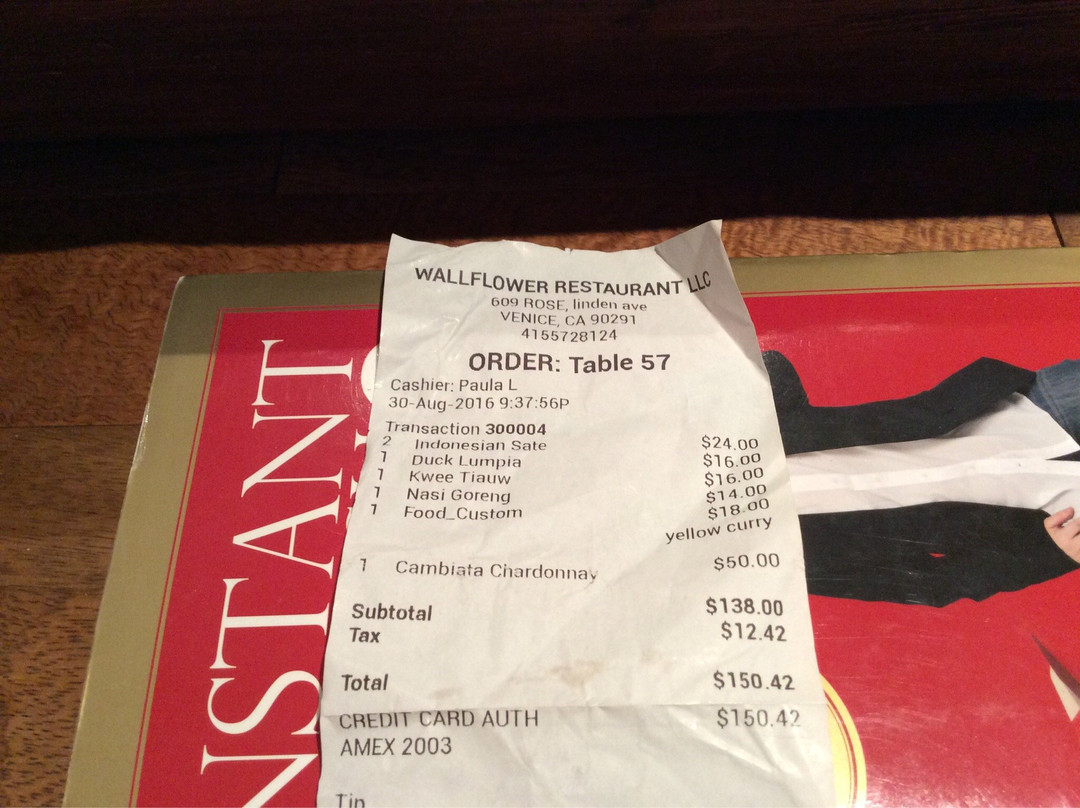 WALLFLOWER RESTAURANT LLC
609 ROSE, linden ave
VENICE, CA 90291
4155728124
ORDER: Table 57
Cashier: Paula L
30-Aug-2016 9:37:56P
Transaction 300004
2 Indonesian Sate $24.00
1 Duck Lumpia $16.00
1 Kwee Tiauw $16.00
1 Nasi Goreng $14.00
1 Food_Custom $18.00
yellow curry
1 Cambiata Chardonnay $50.00
Subtotal $138.00
Tax $12.42
Total $150.42
CREDIT CARD AUTH $150.42
AMEX 2003
Tip
INSTANT